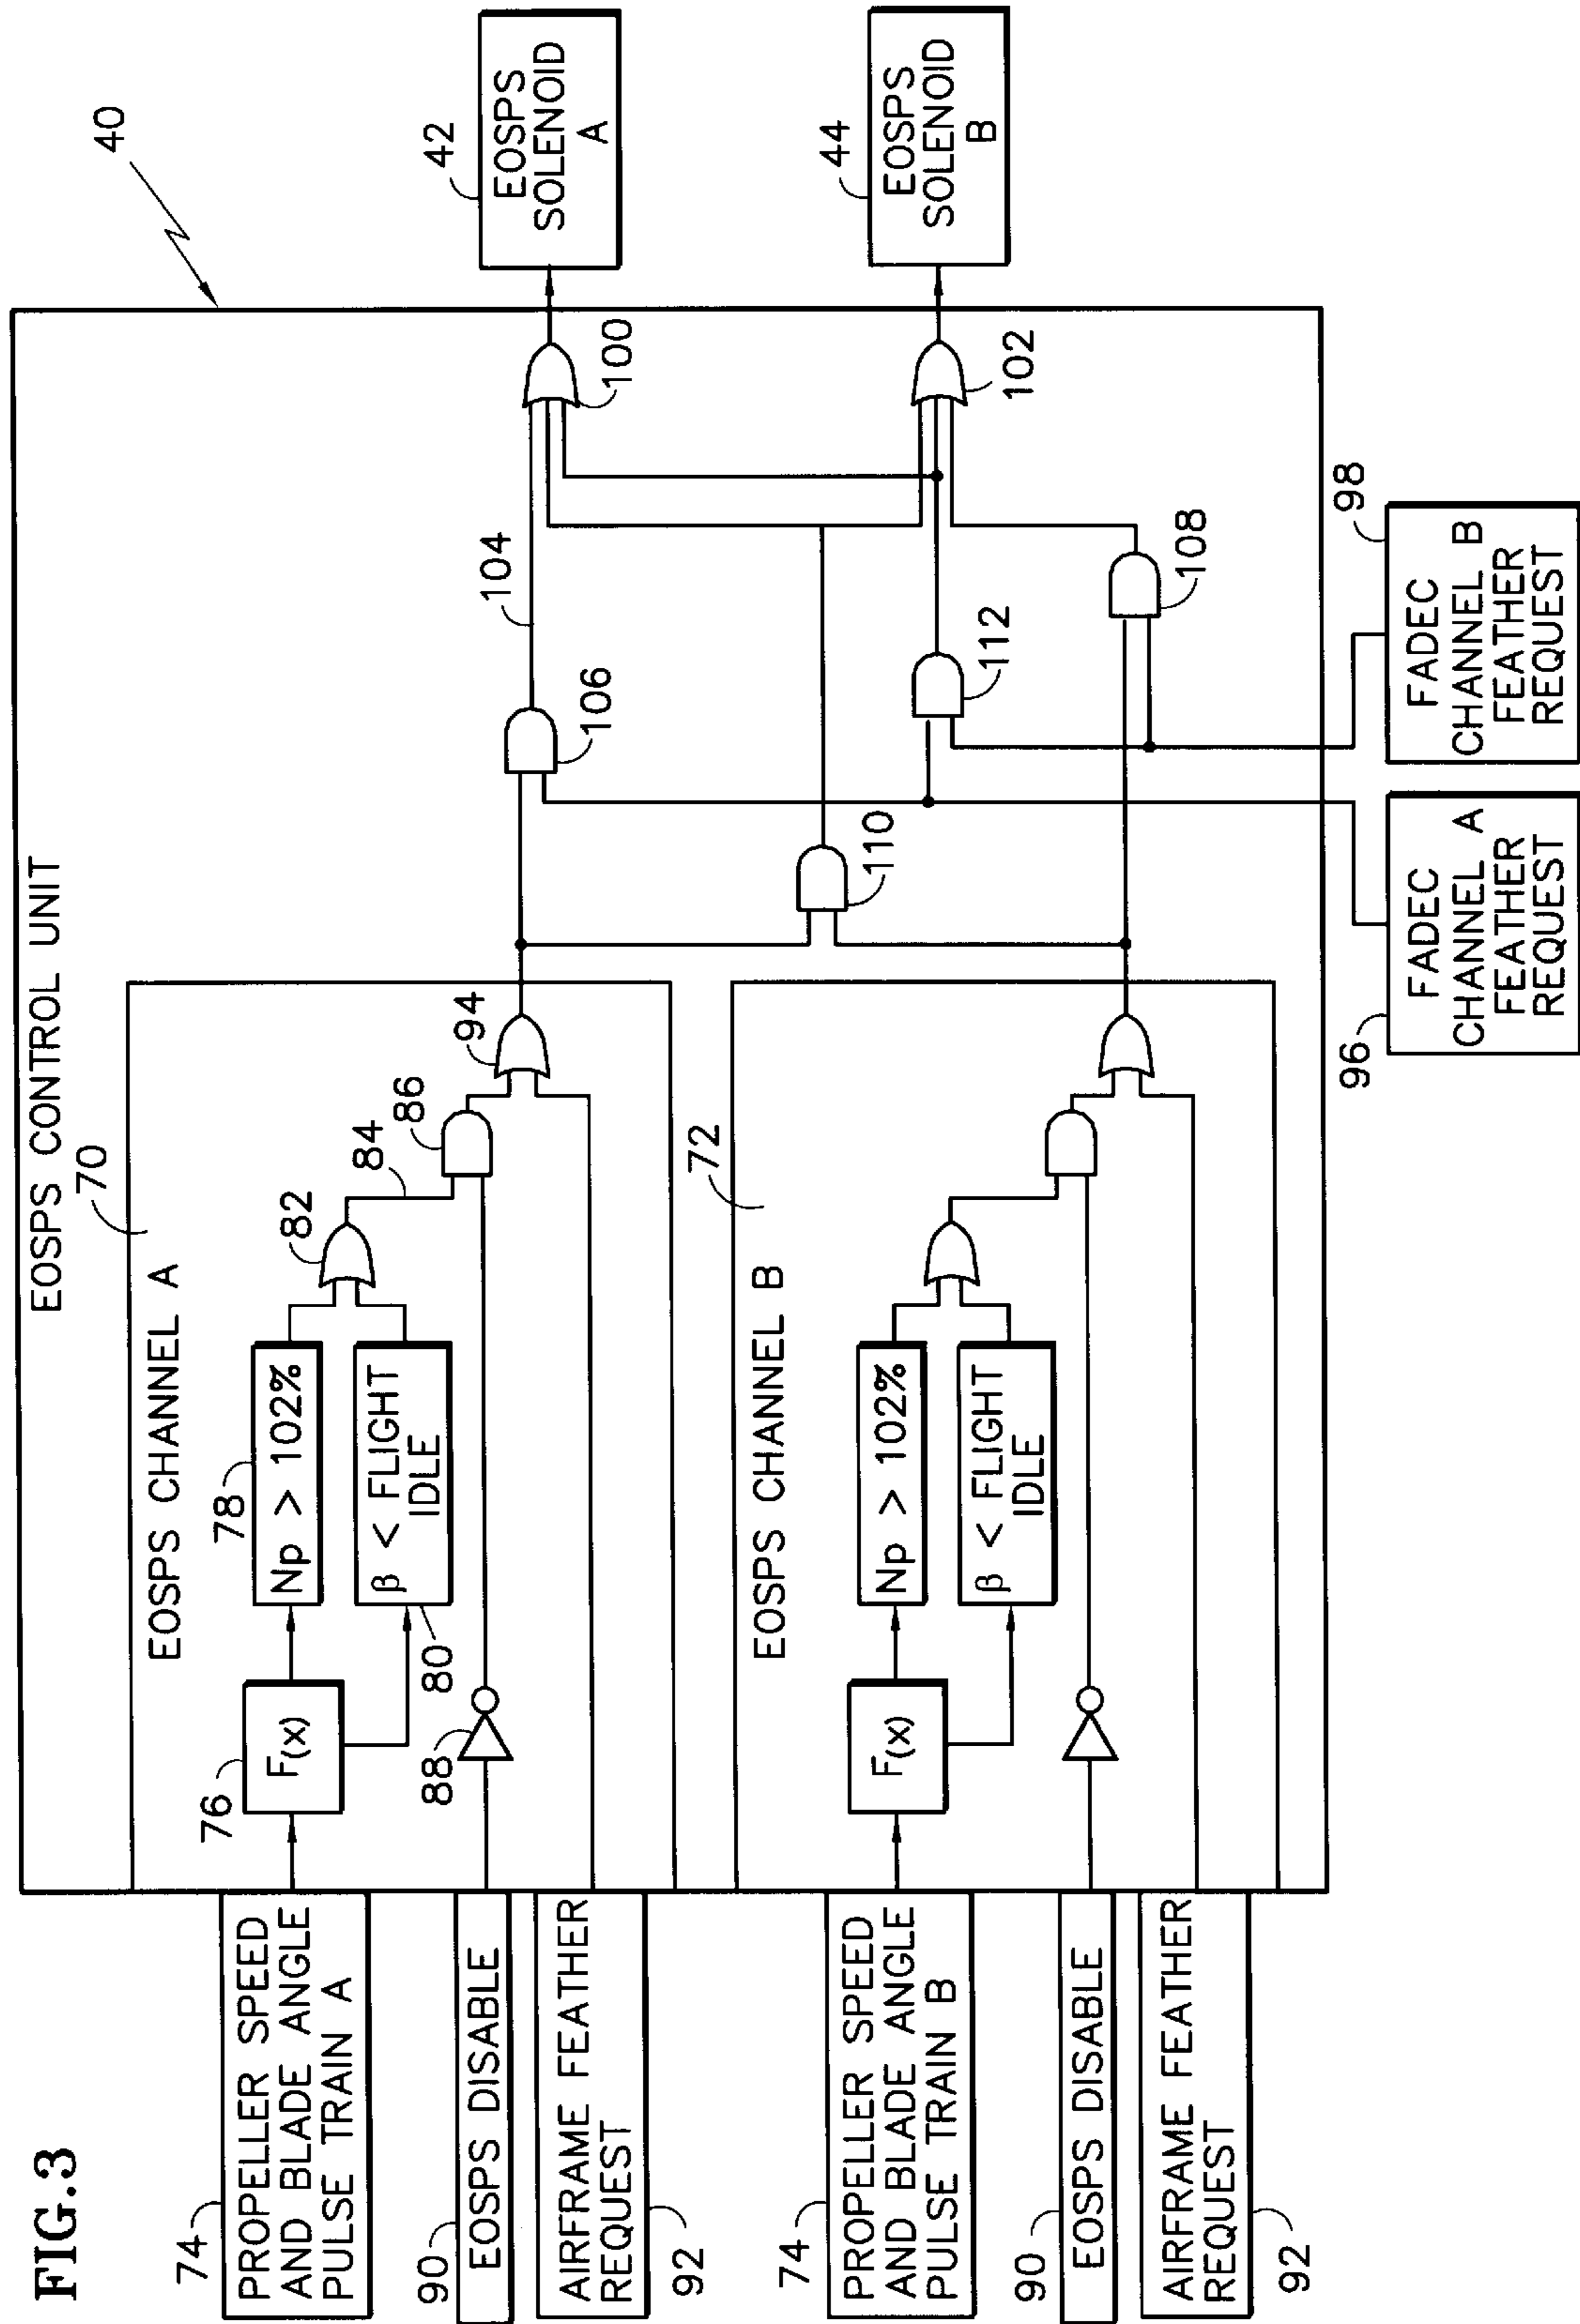 FIG.3
EOSPS CONTROL UNIT
40
70
EOSPS CHANNEL A
74
PROPELLER SPEED
AND BLADE ANGLE
PULSE TRAIN A
76
F(x)
78
Np > 102%
80
β < FLIGHT
IDLE
82
84
86
88
90
EOSPS DISABLE
AIRFRAME FEATHER
REQUEST
92
94
72
EOSPS CHANNEL B
74
PROPELLER SPEED
AND BLADE ANGLE
PULSE TRAIN B
F(x)
Np > 102%
β < FLIGHT
IDLE
90
EOSPS DISABLE
AIRFRAME FEATHER
REQUEST
92
104
106
110
112
108
100
102
42
EOSPS
SOLENOID
A
44
EOSPS
SOLENOID
B
96
FADEC
CHANNEL A
FEATHER
REQUEST
98
FADEC
CHANNEL B
FEATHER
REQUEST